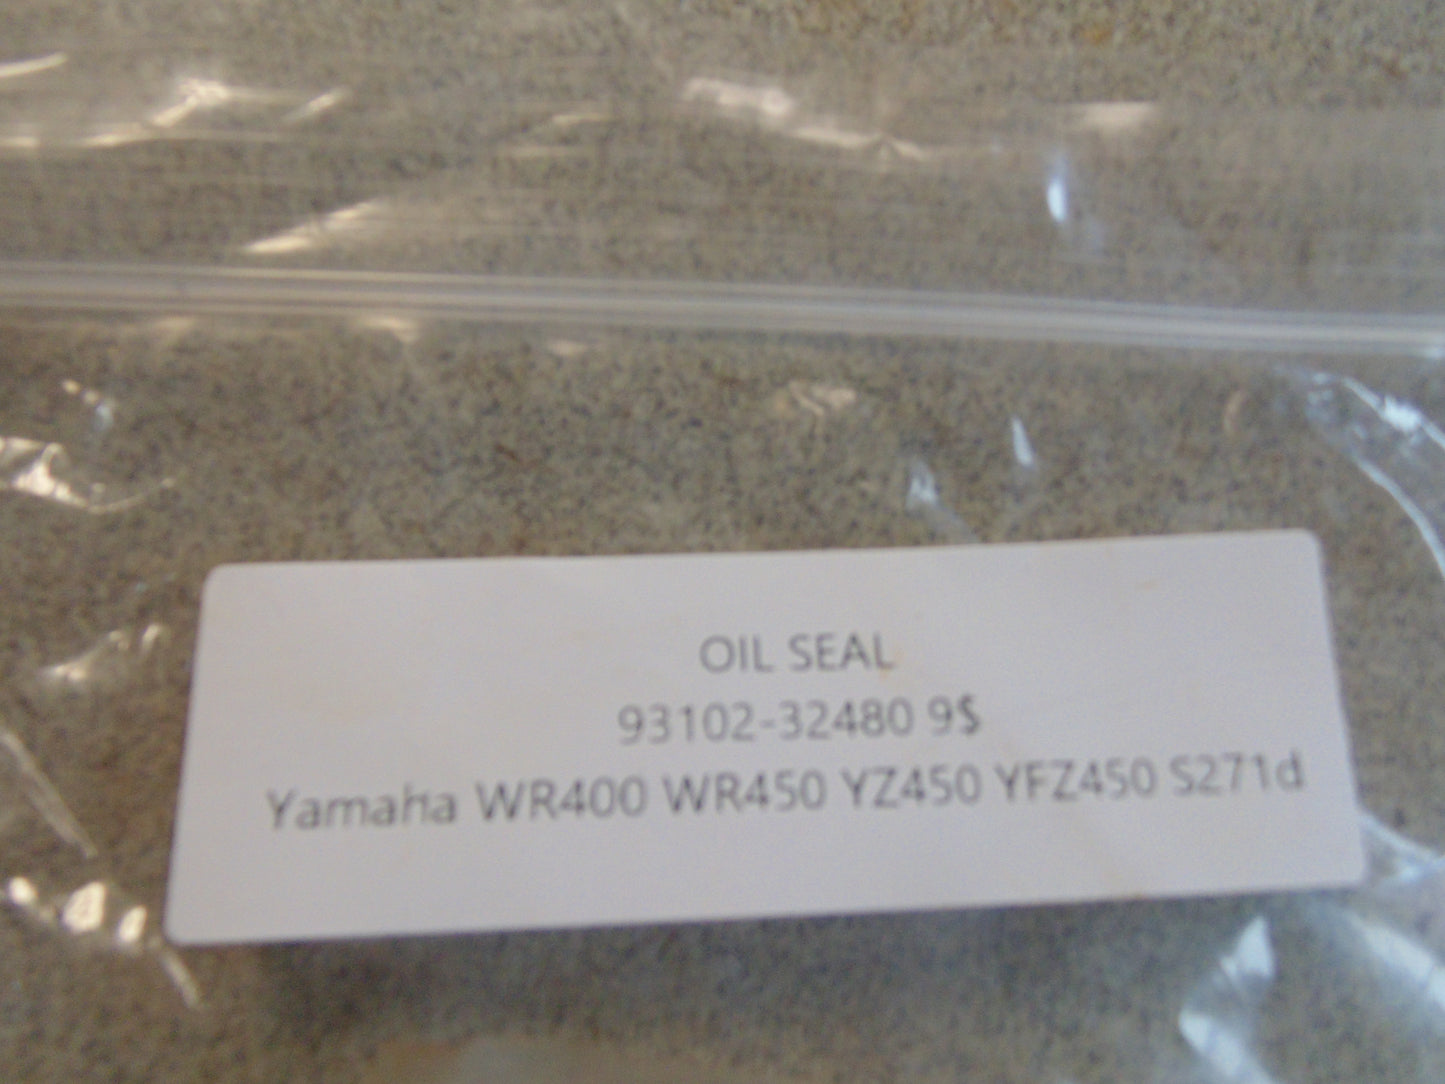 OIL SEAL
93102-32480 9$
Yamaha WR400 WR450 YZ450 YFZ450 S271d